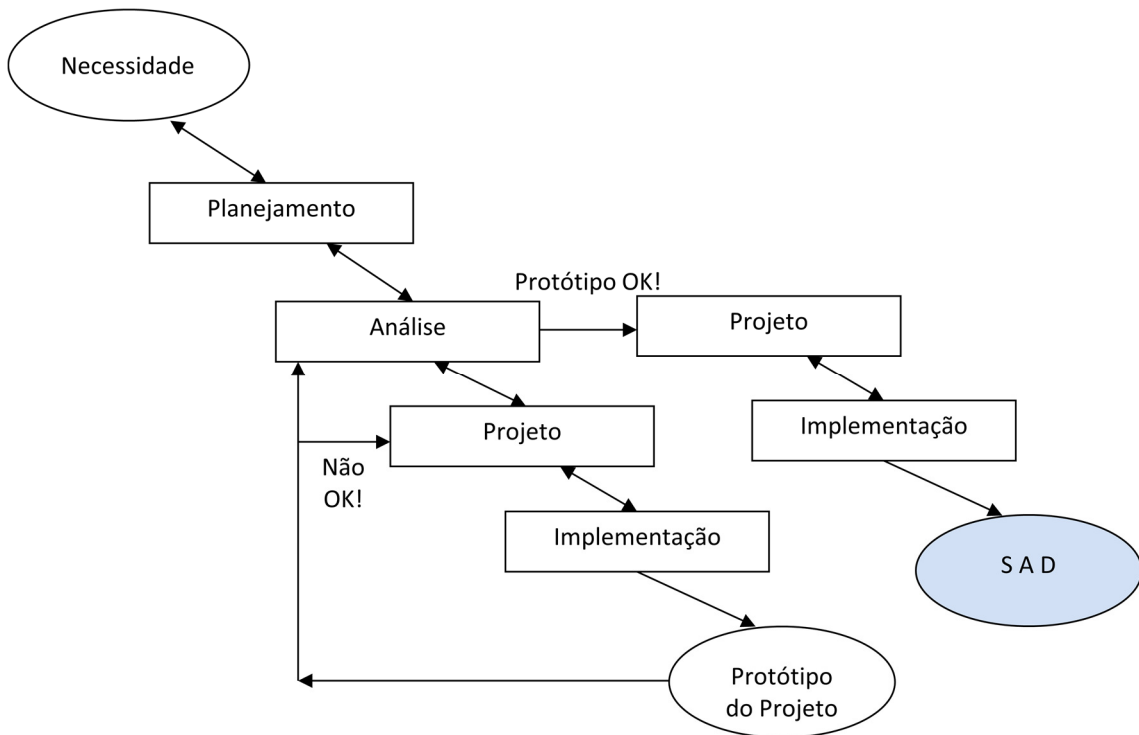 Necessidade
Planejamento
Protótipo OK!
Análise
Projeto
Projeto
Implementação
Não
OK!
Implementação
S A D
Protótipo
do Projeto